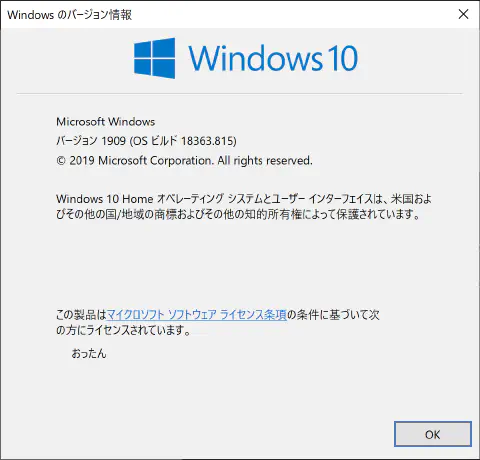 Windows のバージョン情報
Windows 10
Microsoft Windows
バージョン 1909 (OS ビルド 18363.815)
© 2019 Microsoft Corporation. All rights reserved.
Windows 10 Home オペレーティング システムとユーザー インターフェイスは、米国およ
びその他の国/地域の商標およびその他の知的所有権によって保護されています。
この製品はマイクロソフト ソフトウェア ライセンス条項の条件に基づいて次
の方にライセンスされています。
おったん
OK